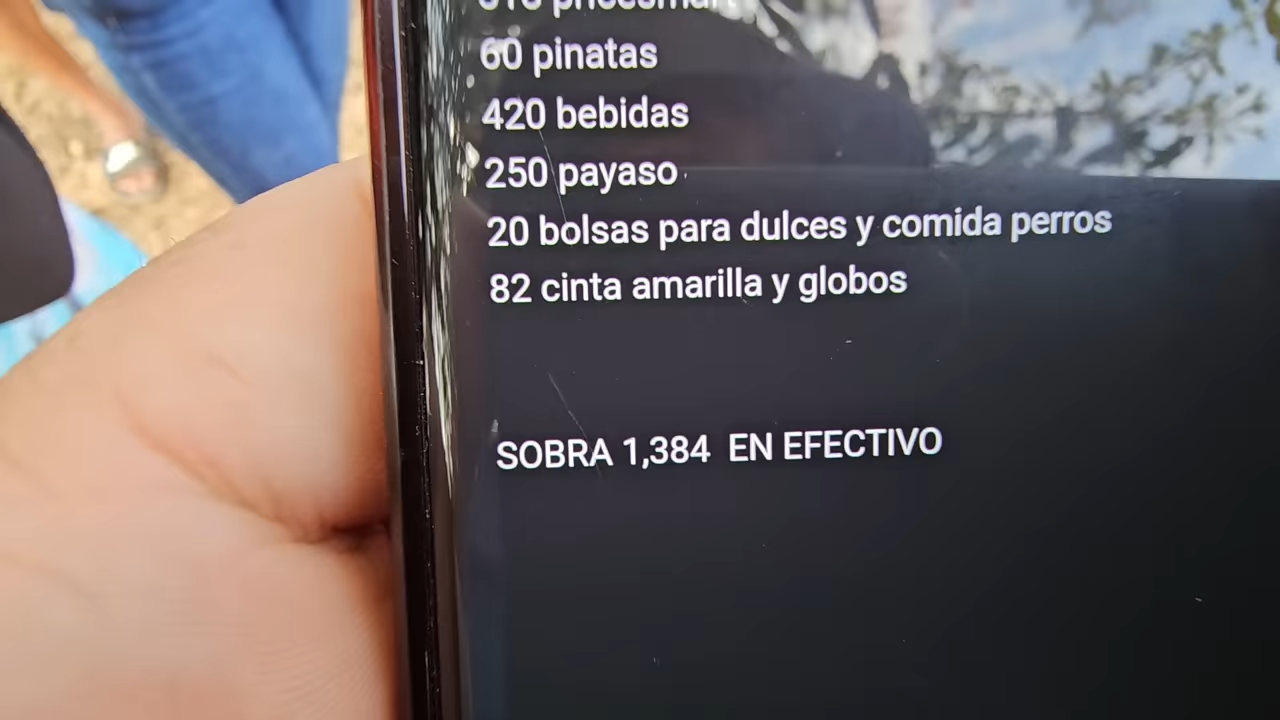 pricesmart
60 pinatas
420 bebidas
250 payaso
20 bolsas para dulces y comida perros
82 cinta amarilla y globos
SOBRA 1,384 EN EFECTIVO